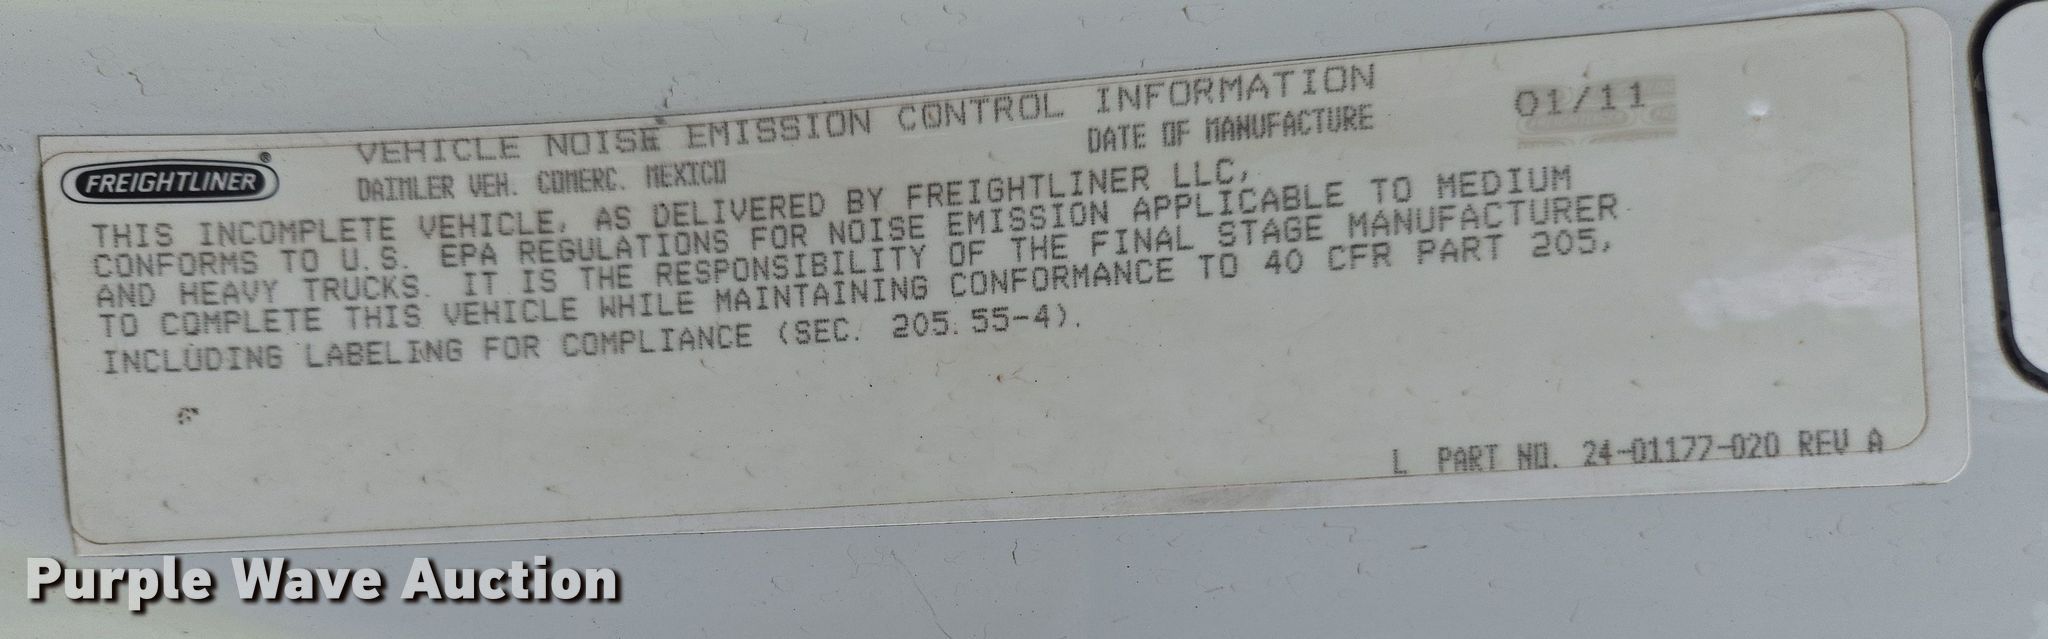 VEHICLE NOISE EMISSION CONTROL INFORMATION
FREIGHTLINER®
DAIMLER VEH. COMERC. MEXICO
DATE OF MANUFACTURE 01/11
THIS INCOMPLETE VEHICLE, AS DELIVERED BY FREIGHTLINER LLC,
CONFORMS TO U.S. EPA REGULATIONS FOR NOISE EMISSION APPLICABLE TO MEDIUM
AND HEAVY TRUCKS. IT IS THE RESPONSIBILITY OF THE FINAL STAGE MANUFACTURER
TO COMPLETE THIS VEHICLE WHILE MAINTAINING CONFORMANCE TO 40 CFR PART 205,
INCLUDING LABELING FOR COMPLIANCE (SEC. 205.55-4).
L PART NO. 24-01177-020 REV A
Purple Wave Auction